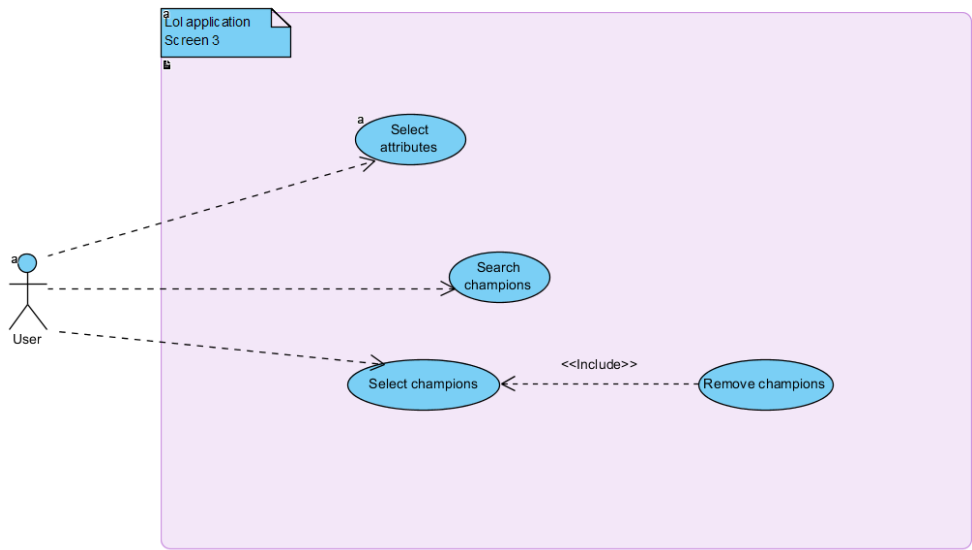 a
Lol application
Screen 3
a
Select
attributes
a
User
Search
champions
Select champions
<<Include>>
Remove champions